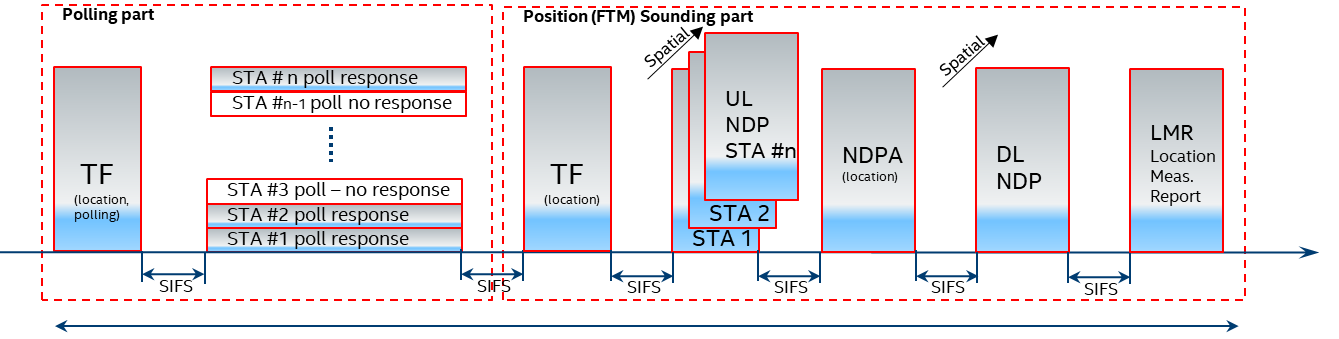 Polling part
TF
(location,
polling)
STA # n poll response
STA #n-1 poll no response
STA #3 poll – no response
STA #2 poll response
STA #1 poll response
SIFS
SIFS
Position (FTM) Sounding part
TF
(location)
SIFS
Spatial
UL
NDP
STA #n
STA 2
STA 1
SIFS
NDPA
(location)
SIFS
Spatial
DL
NDP
SIFS
LMR
Location
Meas.
Report